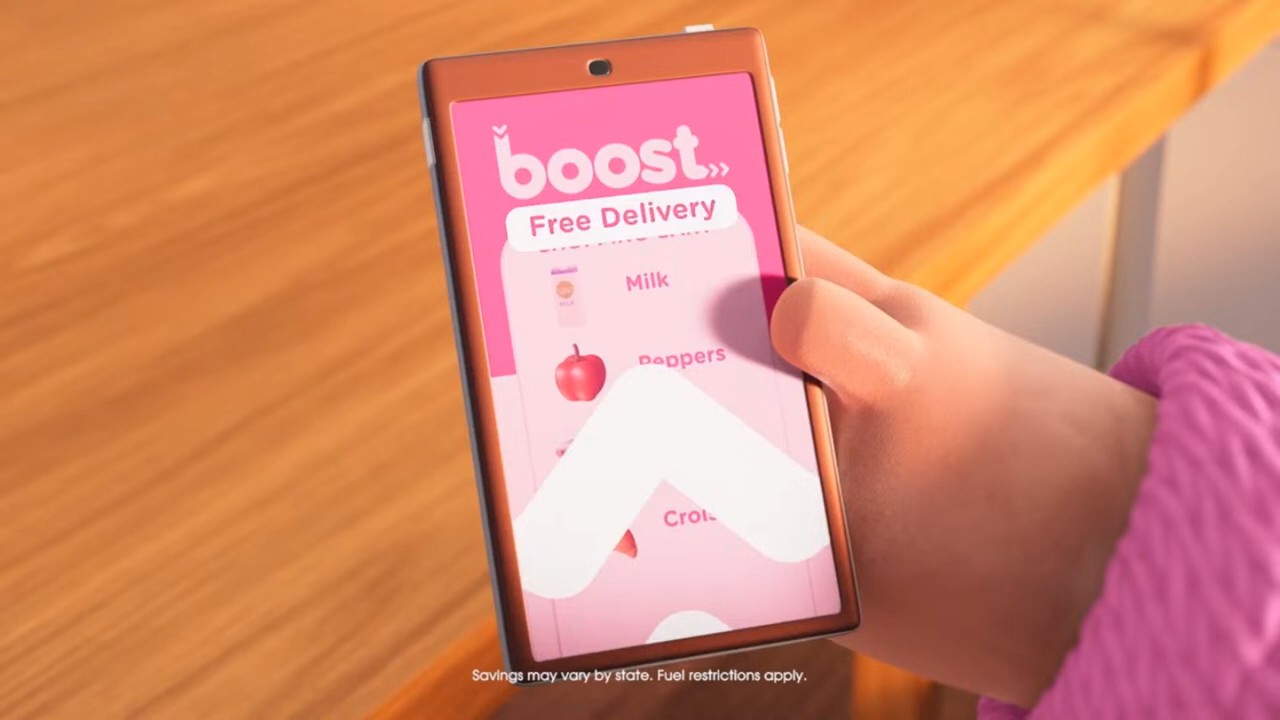 boost
Free Delivery
Milk
Peppers
Savings may vary by state. Fuel restrictions apply.